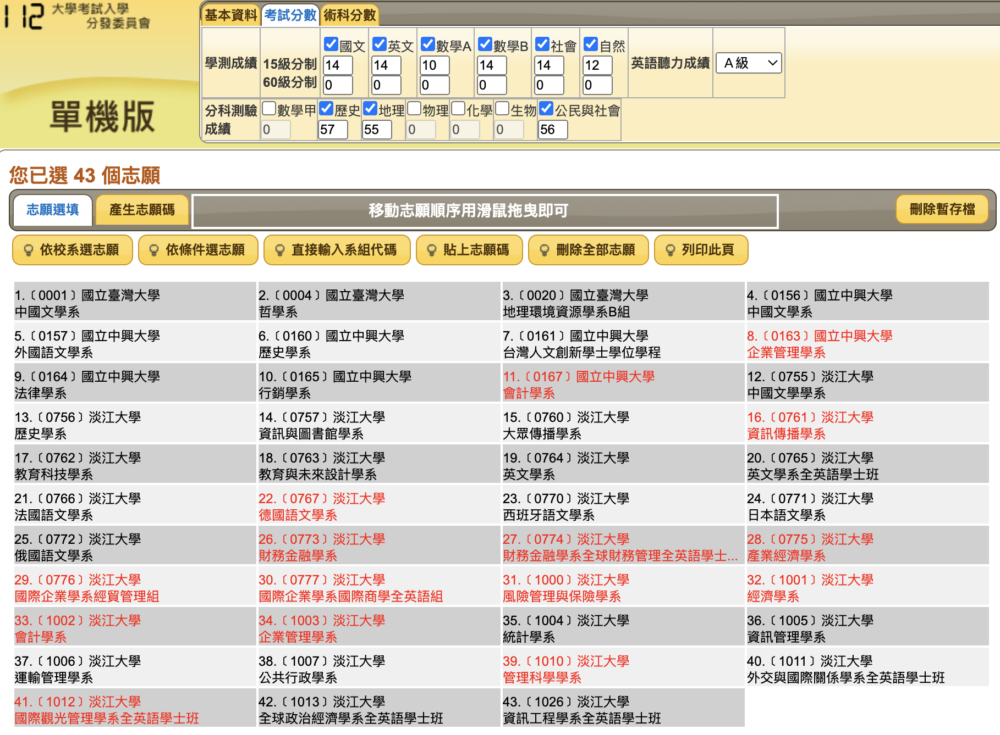 112 大學考試入學
分發委員會
單機版
基本資料 考試分數 術科分數
學測成績 15級分制 60級分制 國文 英文 數學A 數學B 社會 自然 英語聽力成績 A級
14 14 10 14 14 12
0 0 0 0 0 0
分科測驗 數學甲 歷史 地理 物理 化學 生物 公民與社會
成績 0 57 55 0 0 0 56
您已選 43 個志願
志願選填 產生志願碼 移動志願順序用滑鼠拖曳即可 刪除暫存檔
依校系選志願 依條件選志願 直接輸入系組代碼 貼上志願碼 刪除全部志願 列印此頁
1.﹝0001﹞國立臺灣大學
中國文學系
2.﹝0004﹞國立臺灣大學
哲學系
3.﹝0020﹞國立臺灣大學
地理環境資源學系B組
4.﹝0156﹞國立中興大學
中國文學系
5.﹝0157﹞國立中興大學
外國語文學系
6.﹝0160﹞國立中興大學
歷史學系
7.﹝0161﹞國立中興大學
台灣人文創新學士學位學程
8.﹝0163﹞國立中興大學
企業管理學系
9.﹝0164﹞國立中興大學
法律學系
10.﹝0165﹞國立中興大學
行銷學系
11.﹝0167﹞國立中興大學
會計學系
12.﹝0755﹞淡江大學
中國文學學系
13.﹝0756﹞淡江大學
歷史學系
14.﹝0757﹞淡江大學
資訊與圖書館學系
15.﹝0760﹞淡江大學
大眾傳播學系
16.﹝0761﹞淡江大學
資訊傳播學系
17.﹝0762﹞淡江大學
教育科技學系
18.﹝0763﹞淡江大學
教育與未來設計學系
19.﹝0764﹞淡江大學
英文學系
20.﹝0765﹞淡江大學
英文學系全英語學士班
21.﹝0766﹞淡江大學
法國語文學系
22.﹝0767﹞淡江大學
德國語文學系
23.﹝0770﹞淡江大學
西班牙語文學系
24.﹝0771﹞淡江大學
日本語文學系
25.﹝0772﹞淡江大學
俄國語文學系
26.﹝0773﹞淡江大學
財務金融學系
27.﹝0774﹞淡江大學
財務金融學系全球財務管理全英語學士...
28.﹝0775﹞淡江大學
產業經濟學系
29.﹝0776﹞淡江大學
國際企業學系經貿管理組
30.﹝0777﹞淡江大學
國際企業學系國際商學全英語組
31.﹝1000﹞淡江大學
風險管理與保險學系
32.﹝1001﹞淡江大學
經濟學系
33.﹝1002﹞淡江大學
會計學系
34.﹝1003﹞淡江大學
企業管理學系
35.﹝1004﹞淡江大學
統計學系
36.﹝1005﹞淡江大學
資訊管理學系
37.﹝1006﹞淡江大學
運輸管理學系
38.﹝1007﹞淡江大學
公共行政學系
39.﹝1010﹞淡江大學
管理科學學系
40.﹝1011﹞淡江大學
外交與國際關係學系全英語學士班
41.﹝1012﹞淡江大學
國際觀光管理學系全英語學士班
42.﹝1013﹞淡江大學
全球政治經濟學系全英語學士班
43.﹝1026﹞淡江大學
資訊工程學系全英語學士班